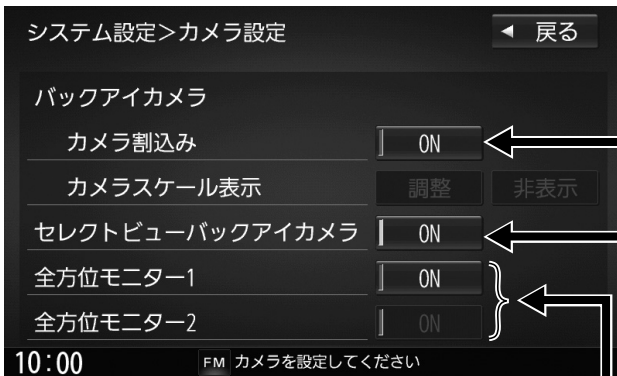 システム設定＞カメラ設定
戻る
バックアイカメラ
カメラ割込み ON
カメラスケール表示 調整 非表示
セレクトビューバックアイカメラ ON
全方位モニター1 ON
全方位モニター2 ON
10:00 FM カメラを設定してください